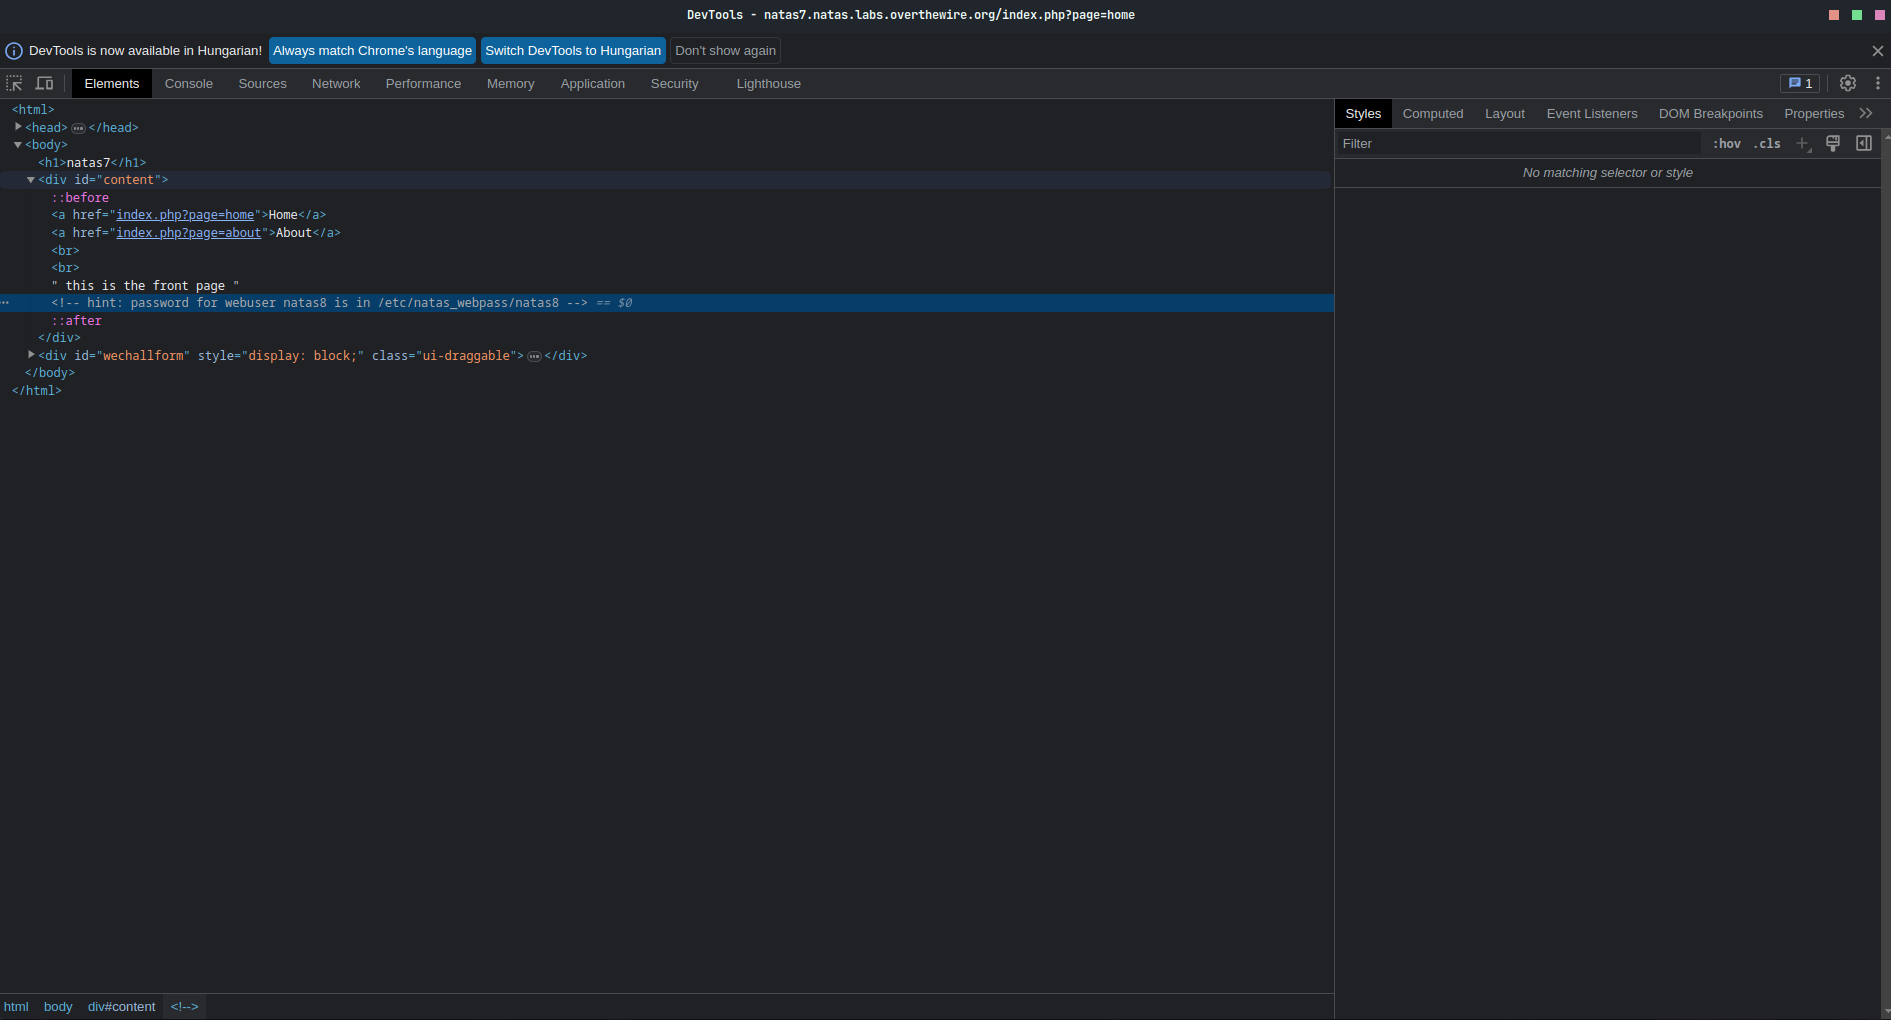 DevTools - natas7.natas.labs.overthewire.org/index.php?page=home
DevTools is now available in Hungarian! Always match Chrome's language Switch DevTools to Hungarian Don't show again
Elements Console Sources Network Performance Memory Application Security Lighthouse 1
Styles Computed Layout Event Listeners DOM Breakpoints Properties
Filter :hov .cls
No matching selector or style
<html>
<head>…</head>
<body>
<h1>natas7</h1>
<div id="content">
::before
<a href="index.php?page=home">Home</a>
<a href="index.php?page=about">About</a>
<br>
<br>
" this is the front page "
<!-- hint: password for webuser natas8 is in /etc/natas_webpass/natas8 --> == $0
::after
</div>
<div id="wechallform" style="display: block;" class="ui-draggable">…</div>
</body>
</html>
html body div#content <!-->